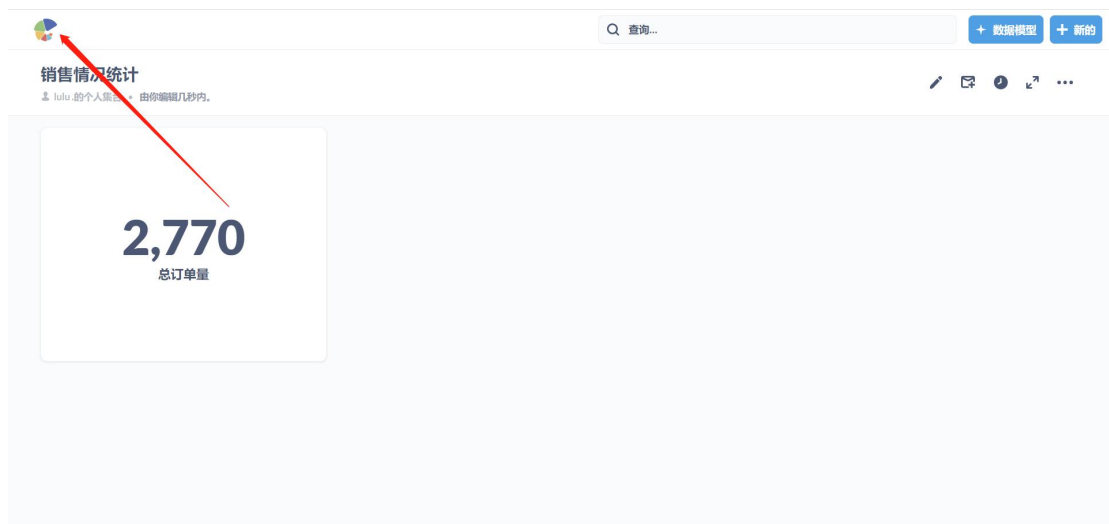 查询...
数据模型
新的
销售情况统计
lulu.的个人集合 • 由你编辑几秒内。
2,770
总订单量